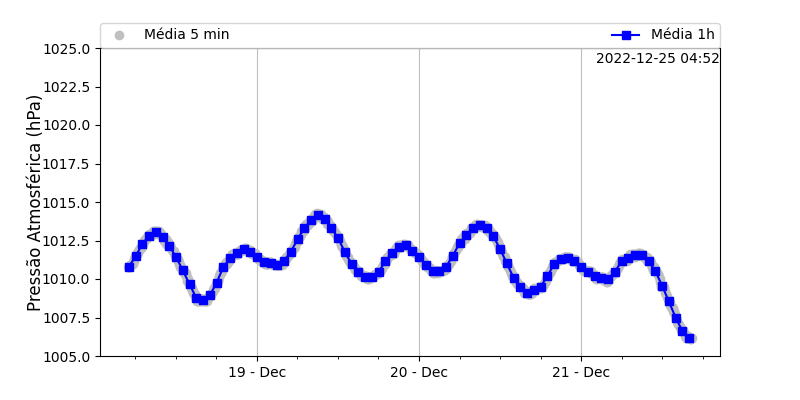 Média 5 min
Média 1h
2022-12-25 04:52
Pressão Atmosférica (hPa)
1025.0
1022.5
1020.0
1017.5
1015.0
1012.5
1010.0
1007.5
1005.0
19 - Dec
20 - Dec
21 - Dec